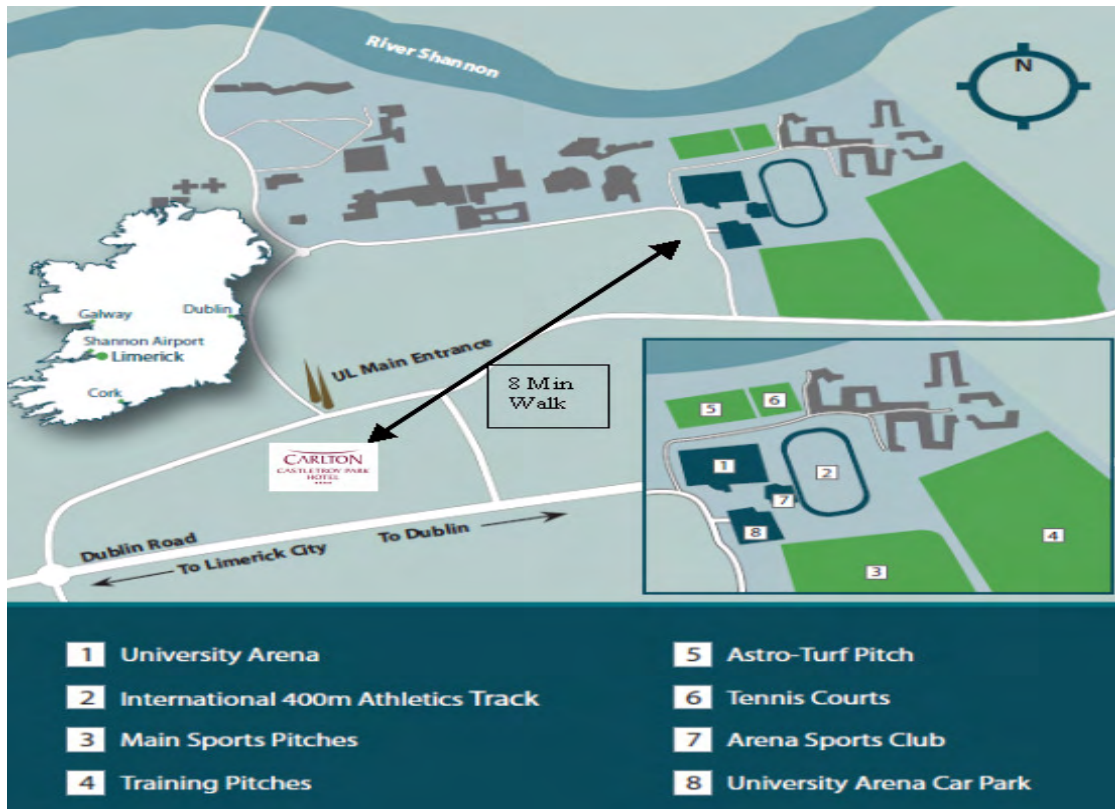 River Shannon
N
Galway
Dublin
Shannon Airport
Limerick
Cork
UL Main Entrance
8 Min
Walk
CARLTON
CASTLETROY PARK
HOTEL
Dublin Road
To Limerick City
To Dublin
5
6
1
2
7
8
4
3
1 University Arena
2 International 400m Athletics Track
3 Main Sports Pitches
4 Training Pitches
5 Astro-Turf Pitch
6 Tennis Courts
7 Arena Sports Club
8 University Arena Car Park